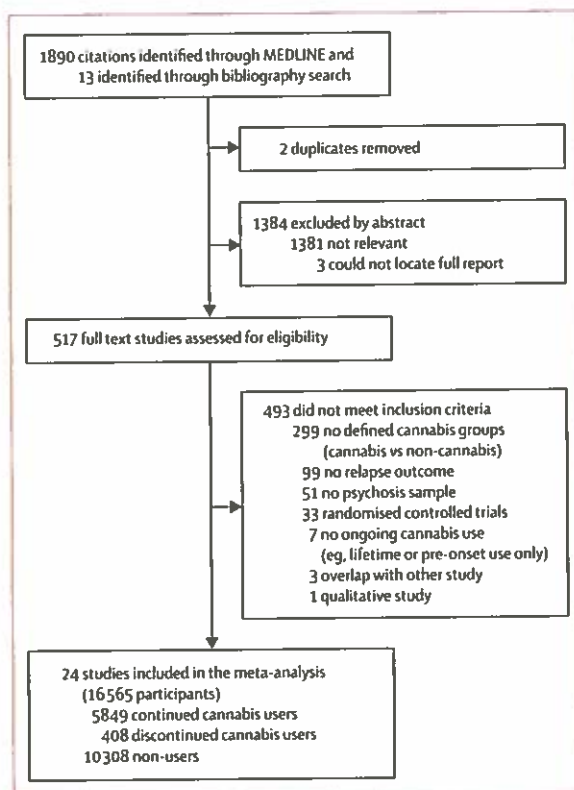 1890 citations identified through MEDLINE and
13 identified through bibliography search
2 duplicates removed
1384 excluded by abstract
1381 not relevant
3 could not locate full report
517 full text studies assessed for eligibility
493 did not meet inclusion criteria
299 no defined cannabis groups
(cannabis vs non-cannabis)
99 no relapse outcome
51 no psychosis sample
33 randomised controlled trials
7 no ongoing cannabis use
(eg, lifetime or pre-onset use only)
3 overlap with other study
1 qualitative study
24 studies included in the meta-analysis
(16 565 participants)
5849 continued cannabis users
408 discontinued cannabis users
10 308 non-users